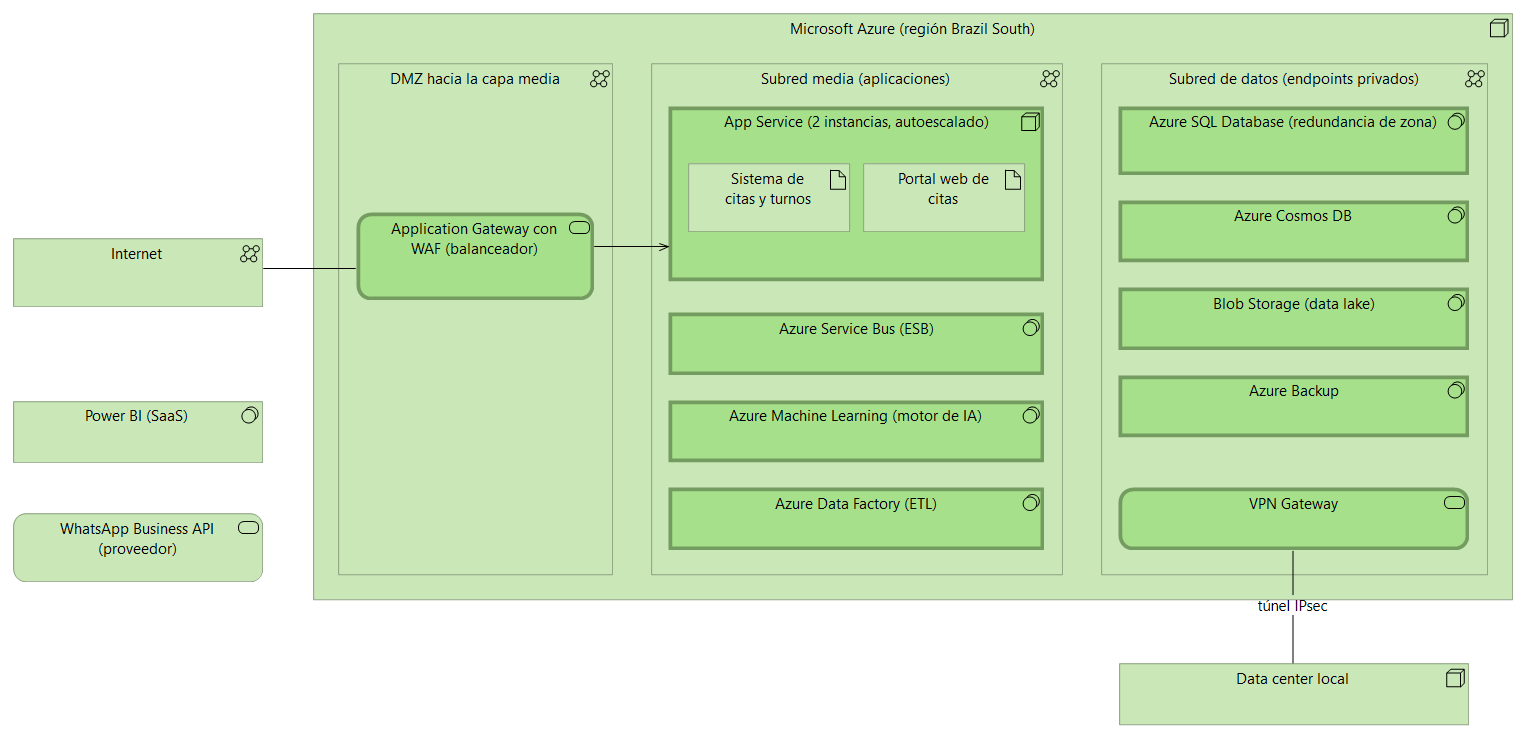 Microsoft Azure (región Brazil South)
DMZ hacia la capa media
Subred media (aplicaciones)
Subred de datos (endpoints privados)
App Service (2 instancias, autoescalado)
Azure SQL Database (redundancia de zona)
Sistema de
citas y turnos
Portal web de
citas
Azure Cosmos DB
Application Gateway con
WAF (balanceador)
Internet
Blob Storage (data lake)
Azure Service Bus (ESB)
Azure Backup
Power BI (SaaS)
Azure Machine Learning (motor de IA)
Azure Data Factory (ETL)
VPN Gateway
WhatsApp Business API
(proveedor)
túnel IPsec
Data center local